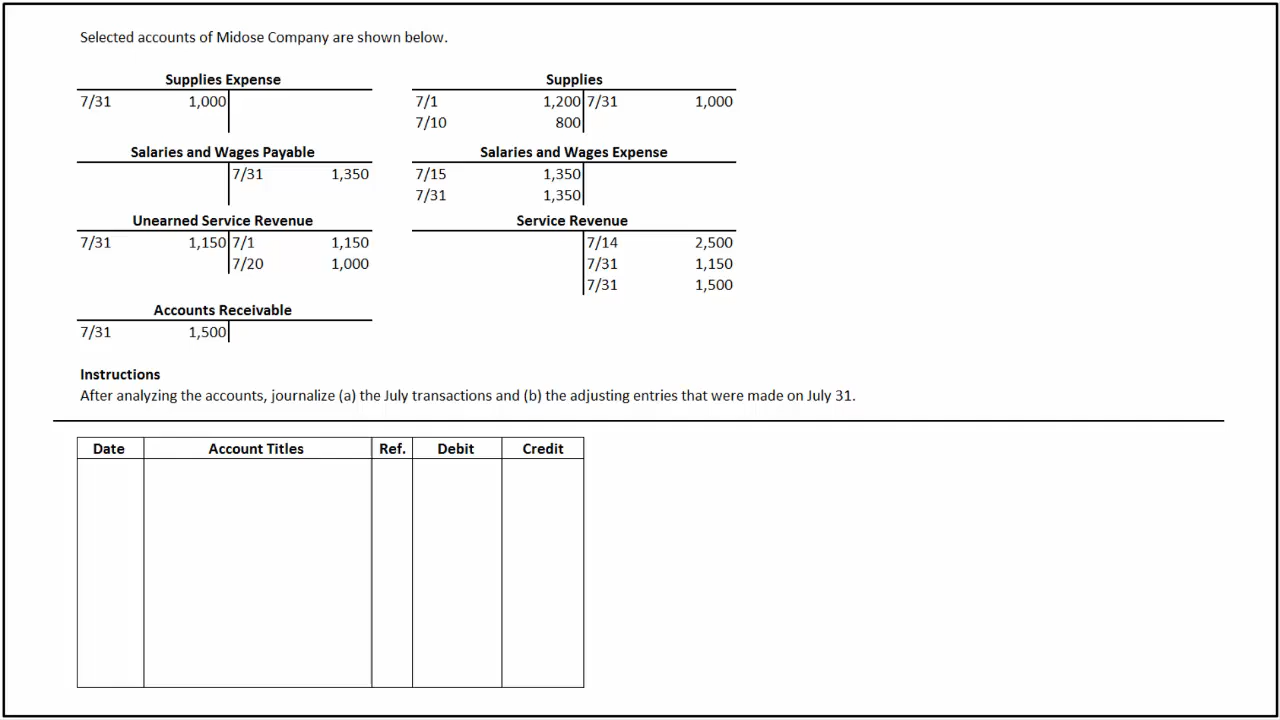 Selected accounts of Midose Company are shown below.
Supplies Expense
7/31 1,000
Supplies
7/1 1,200 7/31 1,000
7/10 800
Salaries and Wages Payable
7/31 1,350
Salaries and Wages Expense
7/15 1,350
7/31 1,350
Unearned Service Revenue
7/31 1,150 7/1 1,150
7/20 1,000
Service Revenue
7/14 2,500
7/31 1,150
7/31 1,500
Accounts Receivable
7/31 1,500
Instructions
After analyzing the accounts, journalize (a) the July transactions and (b) the adjusting entries that were made on July 31.
Date Account Titles Ref. Debit Credit